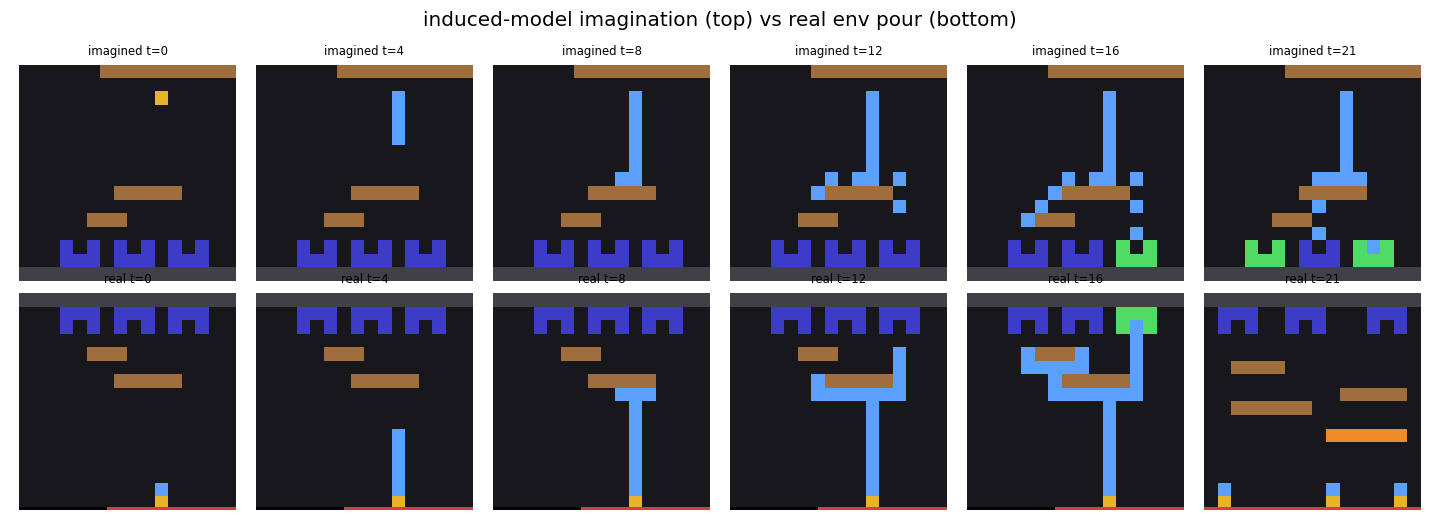 induced-model imagination (top) vs real env pour (bottom)
imagined t=0
imagined t=4
imagined t=8
imagined t=12
imagined t=16
imagined t=21
real t=0
real t=4
real t=8
real t=12
real t=16
real t=21